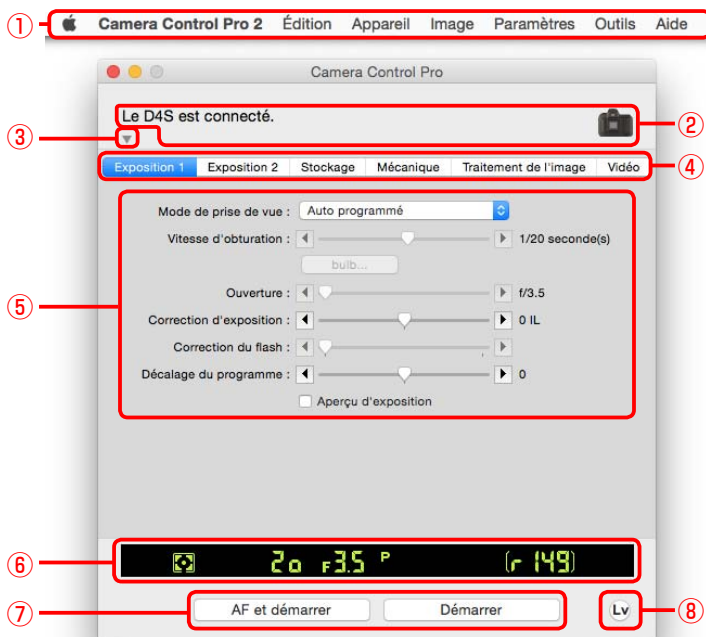 ① Camera Control Pro 2 Édition Appareil Image Paramètres Outils Aide
Camera Control Pro
Le D4S est connecté.
②
③
Exposition 1 Exposition 2 Stockage Mécanique Traitement de l'image Vidéo ④
⑤
Mode de prise de vue : Auto programmé
Vitesse d'obturation : 1/20 seconde(s)
bulb...
Ouverture : f/3.5
Correction d'exposition : 0 IL
Correction du flash :
Décalage du programme : 0
Aperçu d'exposition
⑥ 20 F3.5 P (r 149)
⑦ AF et démarrer Démarrer Lv ⑧